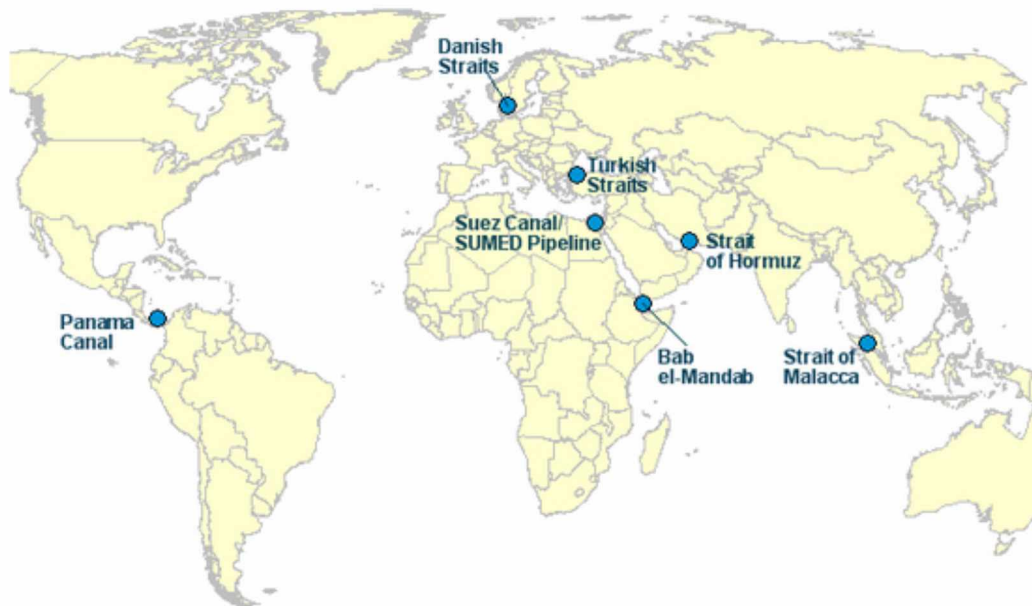 Danish
Straits
Turkish
Straits
Suez Canal/
SUMED Pipeline
Strait
of Hormuz
Panama
Canal
Bab
el-Mandab
Strait of
Malacca